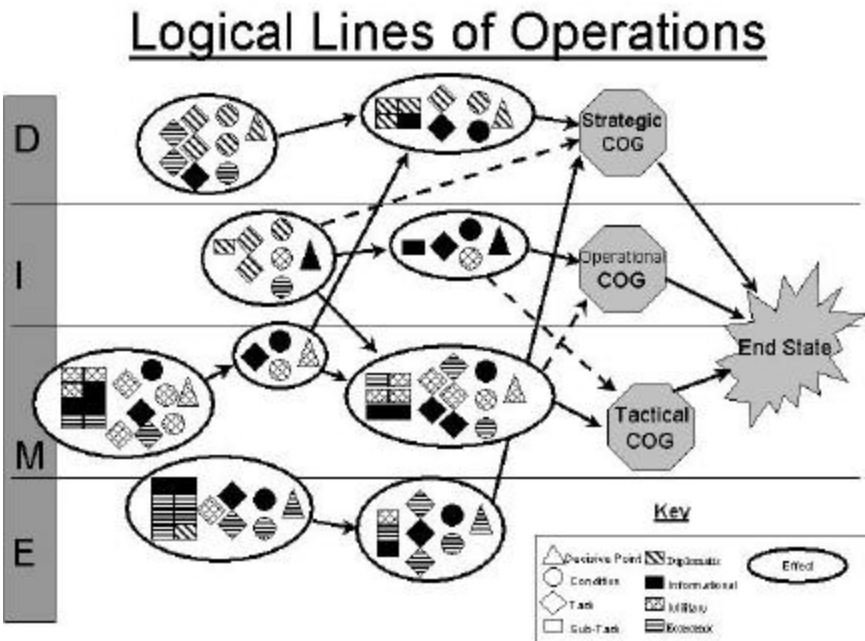 Logical Lines of Operations
D
Strategic
COG
I
Operational
COG
End State
Tactical
COG
M
E
Key
Decisive Point
Diplomatic
Condition
Informational
Effect
Task
Military
Sub-Task
Economic